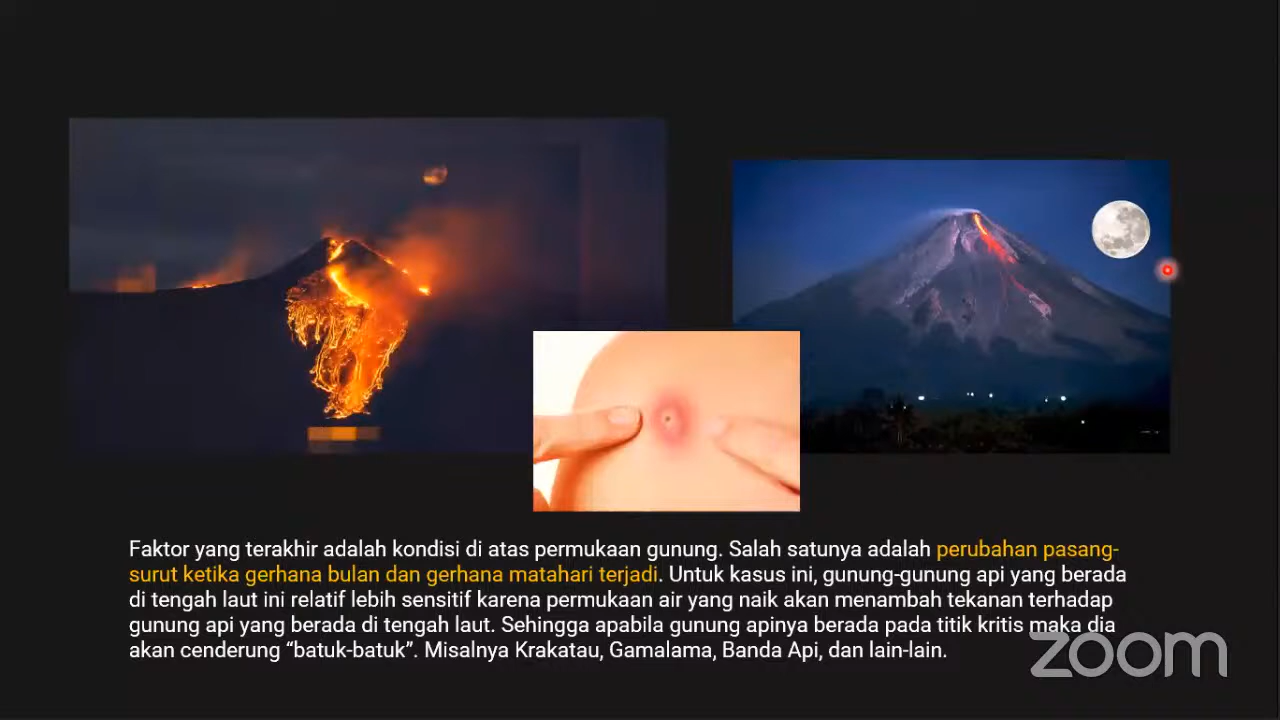 Faktor yang terakhir adalah kondisi di atas permukaan gunung. Salah satunya adalah perubahan pasang-
surut ketika gerhana bulan dan gerhana matahari terjadi. Untuk kasus ini, gunung-gunung api yang berada
di tengah laut ini relatif lebih sensitif karena permukaan air yang naik akan menambah tekanan terhadap
gunung api yang berada di tengah laut. Sehingga apabila gunung apinya berada pada titik kritis maka dia
akan cenderung “batuk-batuk”. Misalnya Krakatau, Gamalama, Banda Api, dan lain-lain.
zoom